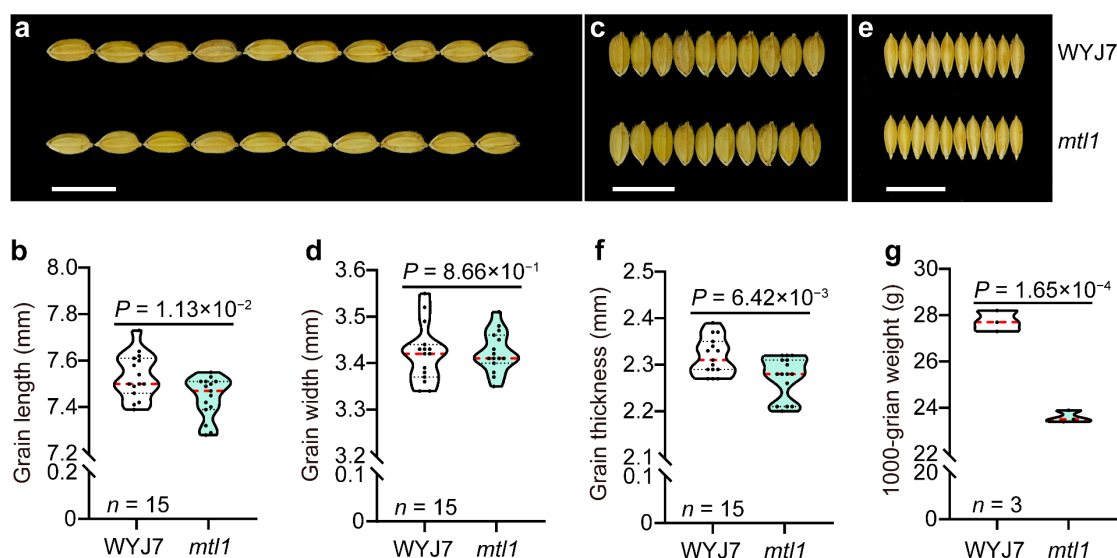 a
c
e
WYJ7
mtl1
b
Grain length (mm)
8.0
7.8
7.6
7.4
7.2
0.2
0
P = 1.13×10⁻²
n = 15
WYJ7 mtl1
d
Grain width (mm)
3.6
3.5
3.4
3.3
3.2
0.1
0
P = 8.66×10⁻¹
n = 15
WYJ7 mtl1
f
Grain thickness (mm)
2.5
2.4
2.3
2.2
2.1
0.1
0
P = 6.42×10⁻³
n = 15
WYJ7 mtl1
g
1000-grian weight (g)
30
28
26
24
22
20
0
P = 1.65×10⁻⁴
n = 3
WYJ7 mtl1